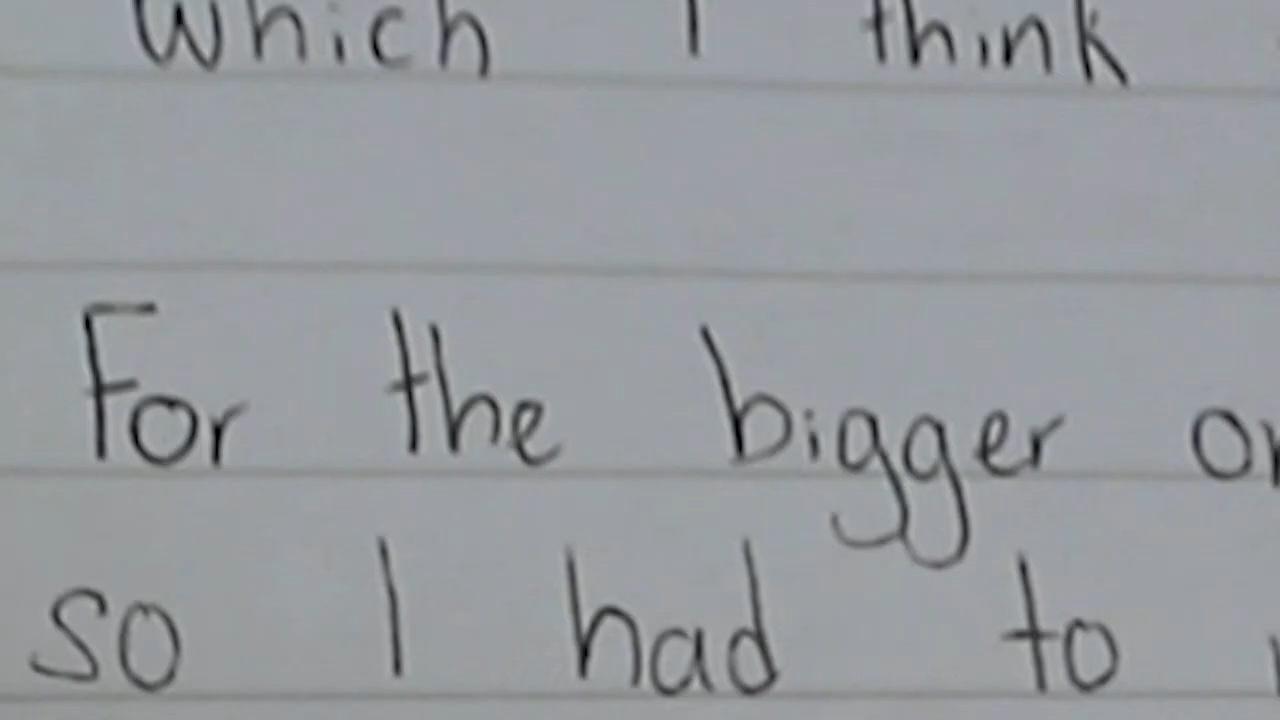 which I think
For the bigger
so I had to